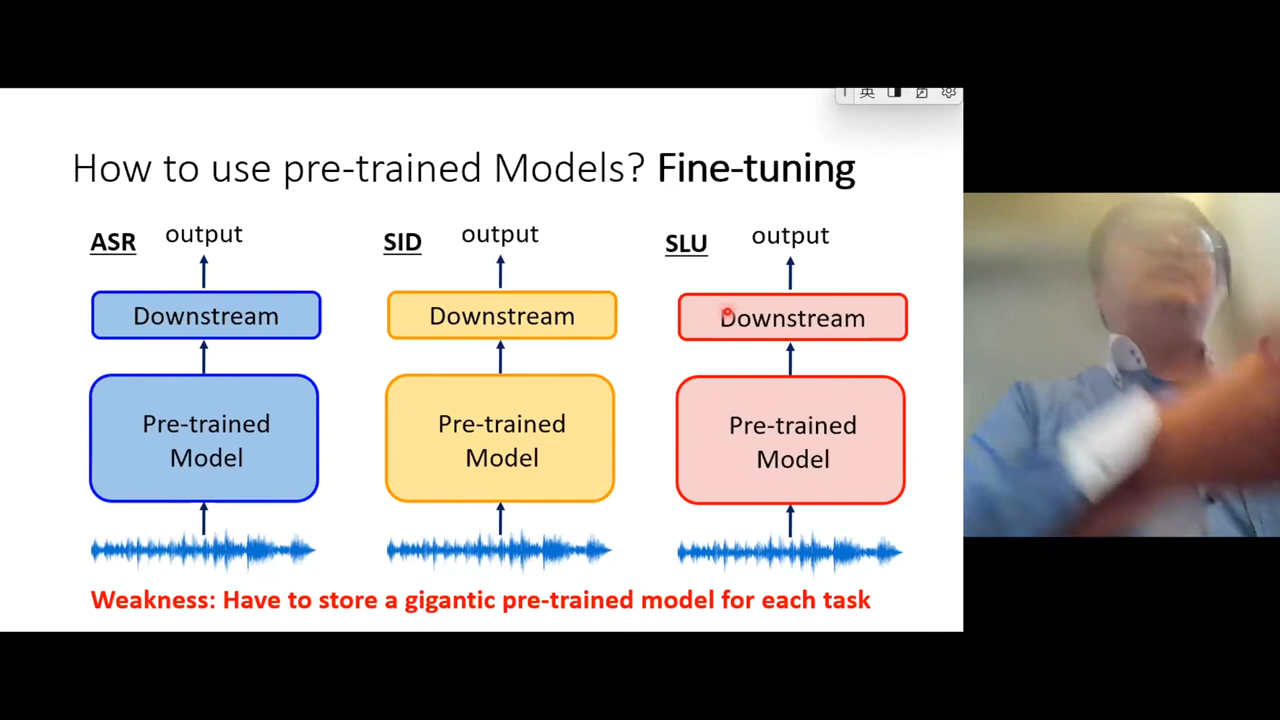 英
How to use pre-trained Models? Fine-tuning
ASR output
SID output
SLU output
Downstream
Downstream
Downstream
Pre-trained
Model
Pre-trained
Model
Pre-trained
Model
Weakness: Have to store a gigantic pre-trained model for each task